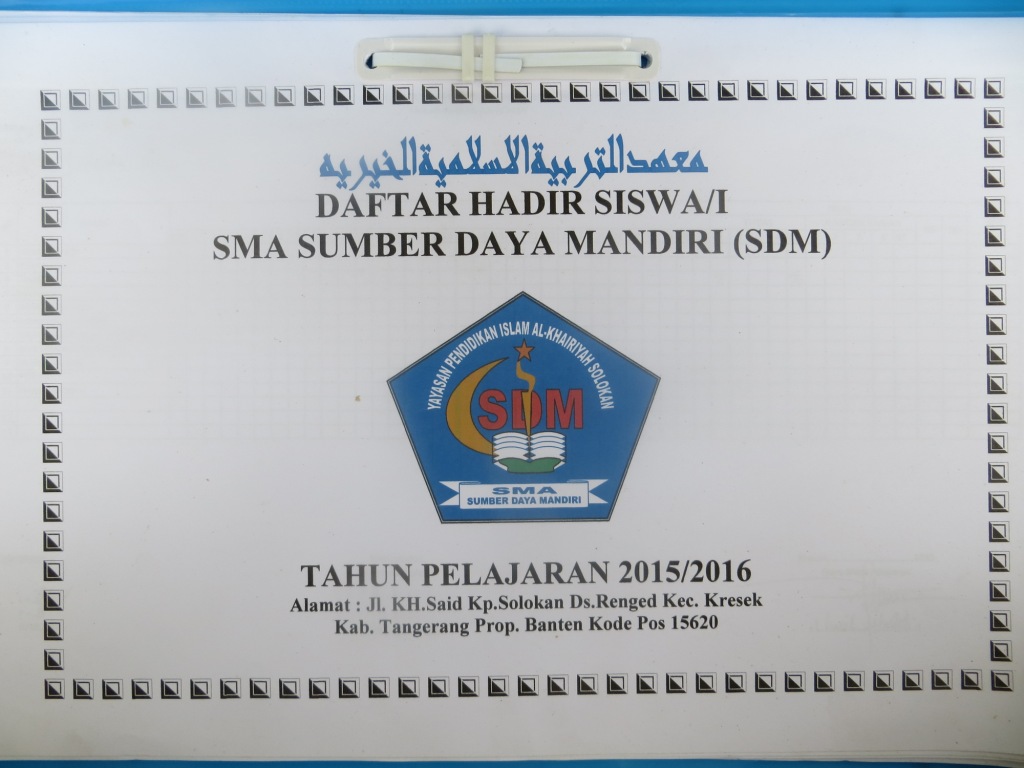 معهد التربية الاسلامية الخيريه
DAFTAR HADIR SISWA/I
SMA SUMBER DAYA MANDIRI (SDM)
YAYASAN PENDIDIKAN ISLAM AL-KHAIRIYAH SOLOKAN
SDM
SMA
SUMBER DAYA MANDIRI
TAHUN PELAJARAN 2015/2016
Alamat : Jl. KH.Said Kp.Solokan Ds.Renged Kec. Kresek
Kab. Tangerang Prop. Banten Kode Pos 15620